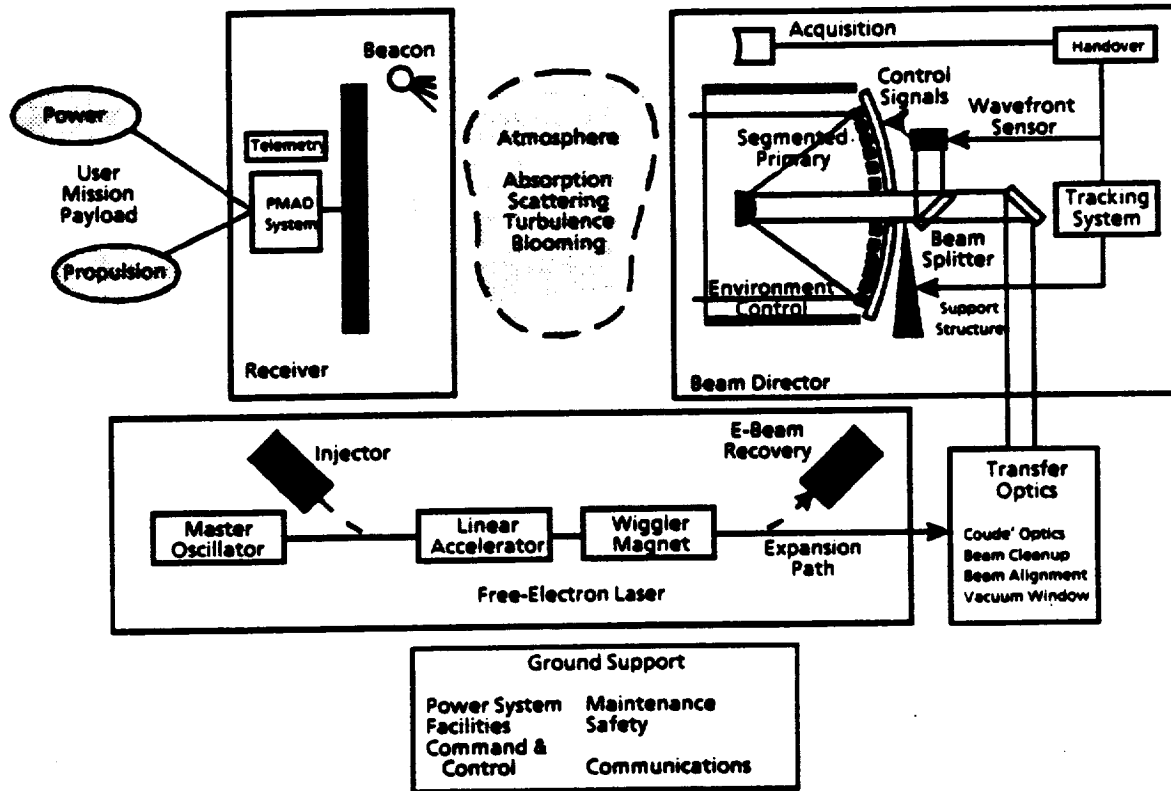 Power
User
Mission
Payload
Propulsion
Beacon
Telemetry
PMAD
System
Receiver
Atmosphere
Absorption
Scattering
Turbulence
Blooming
Acquisition
Handover
Control
Signals
Wavefront
Sensor
Segmented
Primary
Tracking
System
Beam
Splitter
Environment
Control
Support
Structure
Beam Director
Injector
E-Beam
Recovery
Master
Oscillator
Linear
Accelerator
Wiggler
Magnet
Expansion
Path
Free-Electron Laser
Transfer
Optics
Coude' Optics
Beam Cleanup
Beam Alignment
Vacuum Window
Ground Support
Power System Maintenance
Facilities Safety
Command &
Control Communications